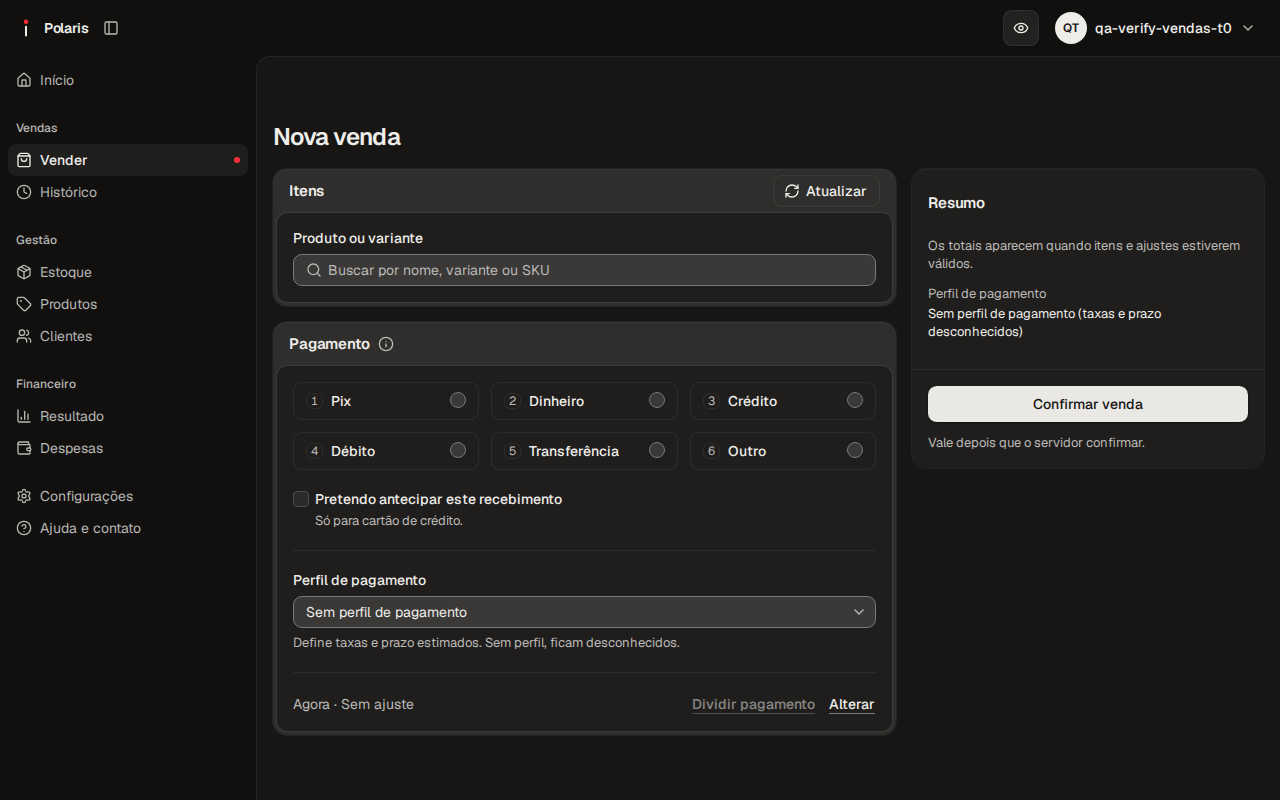 Polaris
qa-verify-vendas-t0
QT
Início
Vendas
Vender
Histórico
Gestão
Estoque
Produtos
Clientes
Financeiro
Resultado
Despesas
Configurações
Ajuda e contato
Nova venda
Itens
Atualizar
Produto ou variante
Buscar por nome, variante ou SKU
Pagamento
1 Pix
2 Dinheiro
3 Crédito
4 Débito
5 Transferência
6 Outro
Pretendo antecipar este recebimento
Só para cartão de crédito.
Perfil de pagamento
Sem perfil de pagamento
Define taxas e prazo estimados. Sem perfil, ficam desconhecidos.
Agora · Sem ajuste
Dividir pagamento
Alterar
Resumo
Os totais aparecem quando itens e ajustes estiverem
válidos.
Perfil de pagamento
Sem perfil de pagamento (taxas e prazo
desconhecidos)
Confirmar venda
Vale depois que o servidor confirmar.